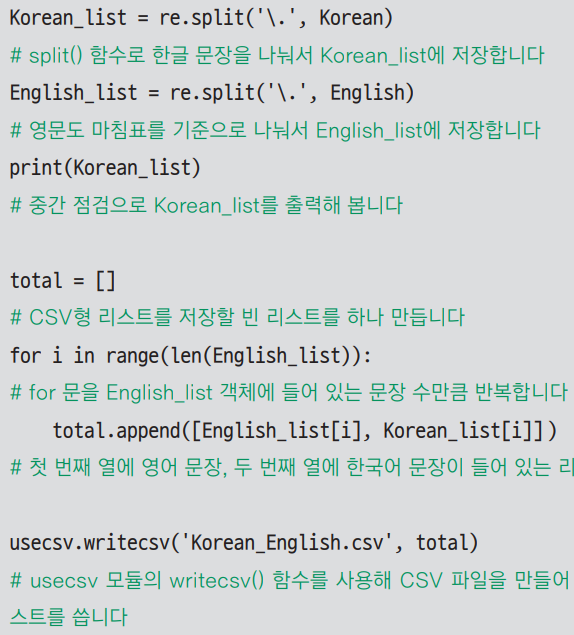 Korean_list = re.split('\.', Korean)
# split() 함수로 한글 문장을 나눠서 Korean_list에 저장합니다
English_list = re.split('\.', English)
# 영문도 마침표를 기준으로 나눠서 English_list에 저장합니다
print(Korean_list)
# 중간 점검으로 Korean_list를 출력해 봅니다
total = []
# CSV형 리스트를 저장할 빈 리스트를 하나 만듭니다
for i in range(len(English_list)):
# for 문을 English_list 객체에 들어 있는 문장 수만큼 반복합니다
    total.append([English_list[i], Korean_list[i]])
# 첫 번째 열에 영어 문장, 두 번째 열에 한국어 문장이 들어 있는 리
usecsv.writecsv('Korean_English.csv', total)
# usecsv 모듈의 writecsv() 함수를 사용해 CSV 파일을 만들어
스트를 씁니다